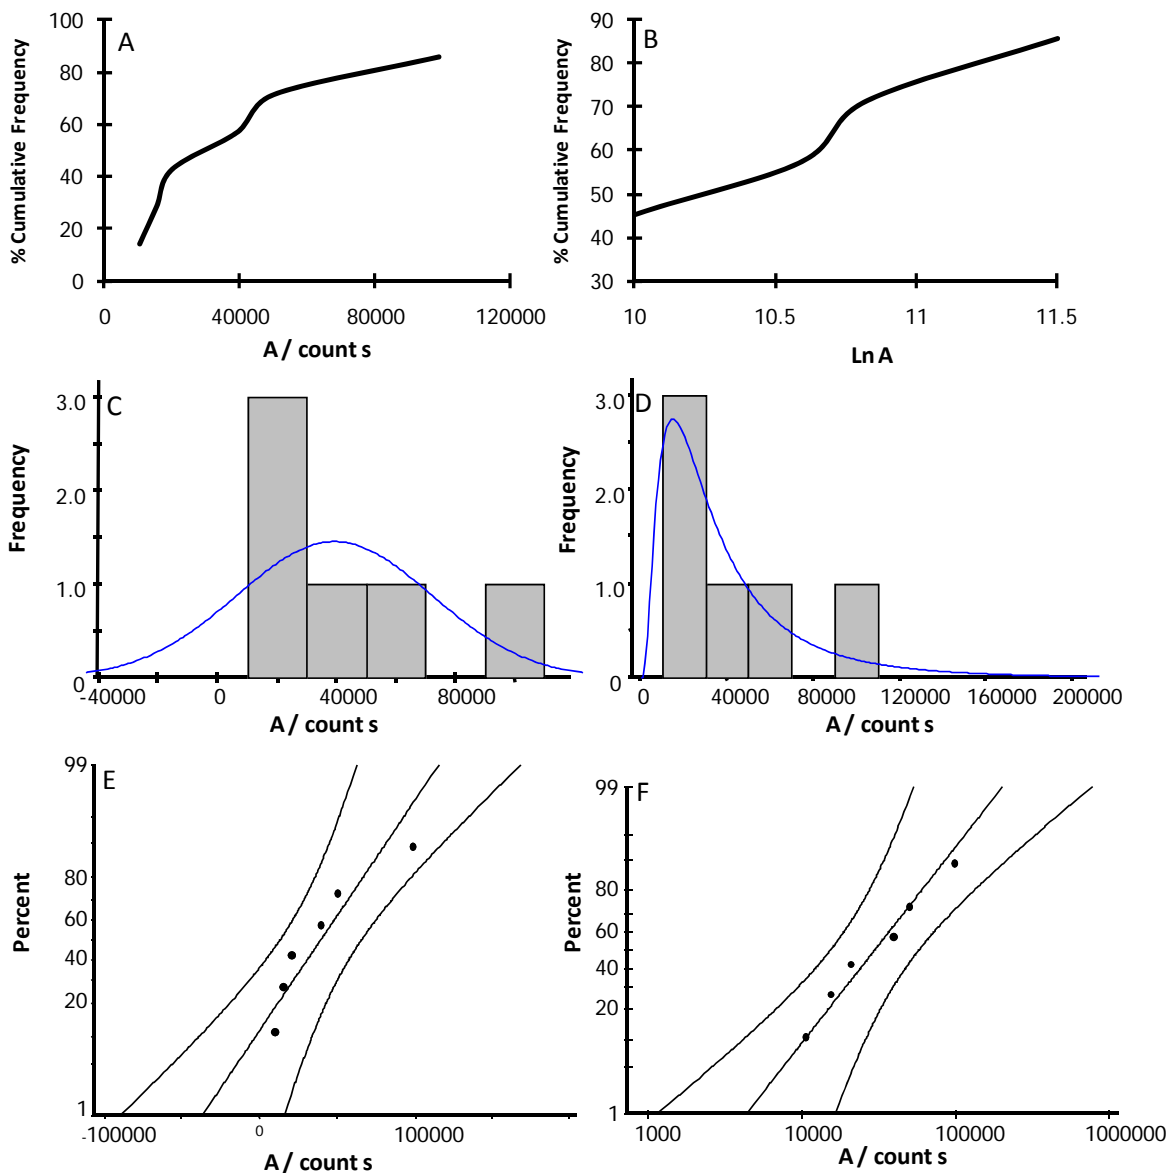 A
% Cumulative Frequency
100
80
60
40
20
0
0 40000 80000 120000
A / count s
B
% Cumulative Frequency
90
80
70
60
50
40
30
10 10.5 11 11.5
Ln A
C
Frequency
3.0
2.0
1.0
0
-40000 0 40000 80000
A / count s
D
Frequency
3.0
2.0
1.0
0
0 40000 80000 120000 160000 200000
A / count s
E
Percent
99
80
60
40
20
1
-100000 0 100000
A / count s
F
Percent
99
80
60
40
20
1
1000 10000 100000 1000000
A / count s